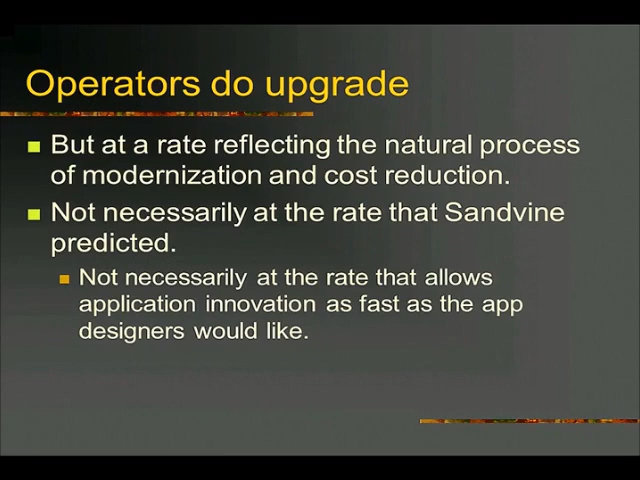 Operators do upgrade
But at a rate reflecting the natural process
of modernization and cost reduction.
Not necessarily at the rate that Sandvine
predicted.
Not necessarily at the rate that allows
application innovation as fast as the app
designers would like.